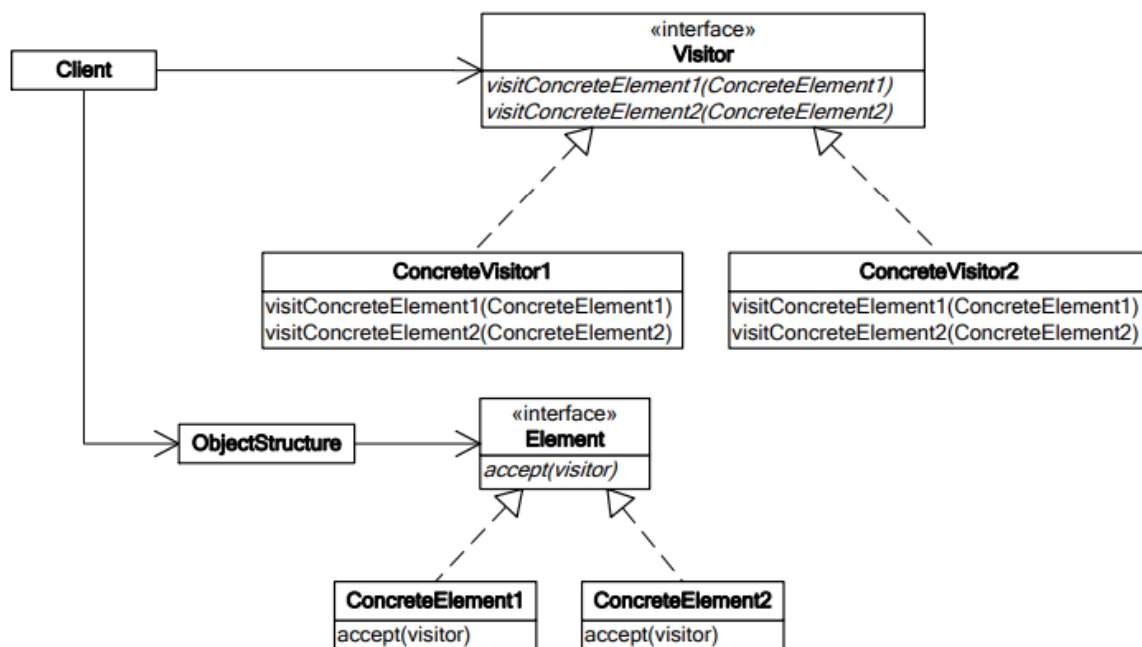 «interface»
Client
Visitor
visitConcreteElement1(ConcreteElement1)
visitConcreteElement2(ConcreteElement2)
ConcreteVisitor1
visitConcreteElement1(ConcreteElement1)
visitConcreteElement2(ConcreteElement2)
ConcreteVisitor2
visitConcreteElement1(ConcreteElement1)
visitConcreteElement2(ConcreteElement2)
ObjectStructure
«interface»
Element
accept(visitor)
ConcreteElement1
accept(visitor)
ConcreteElement2
accept(visitor)